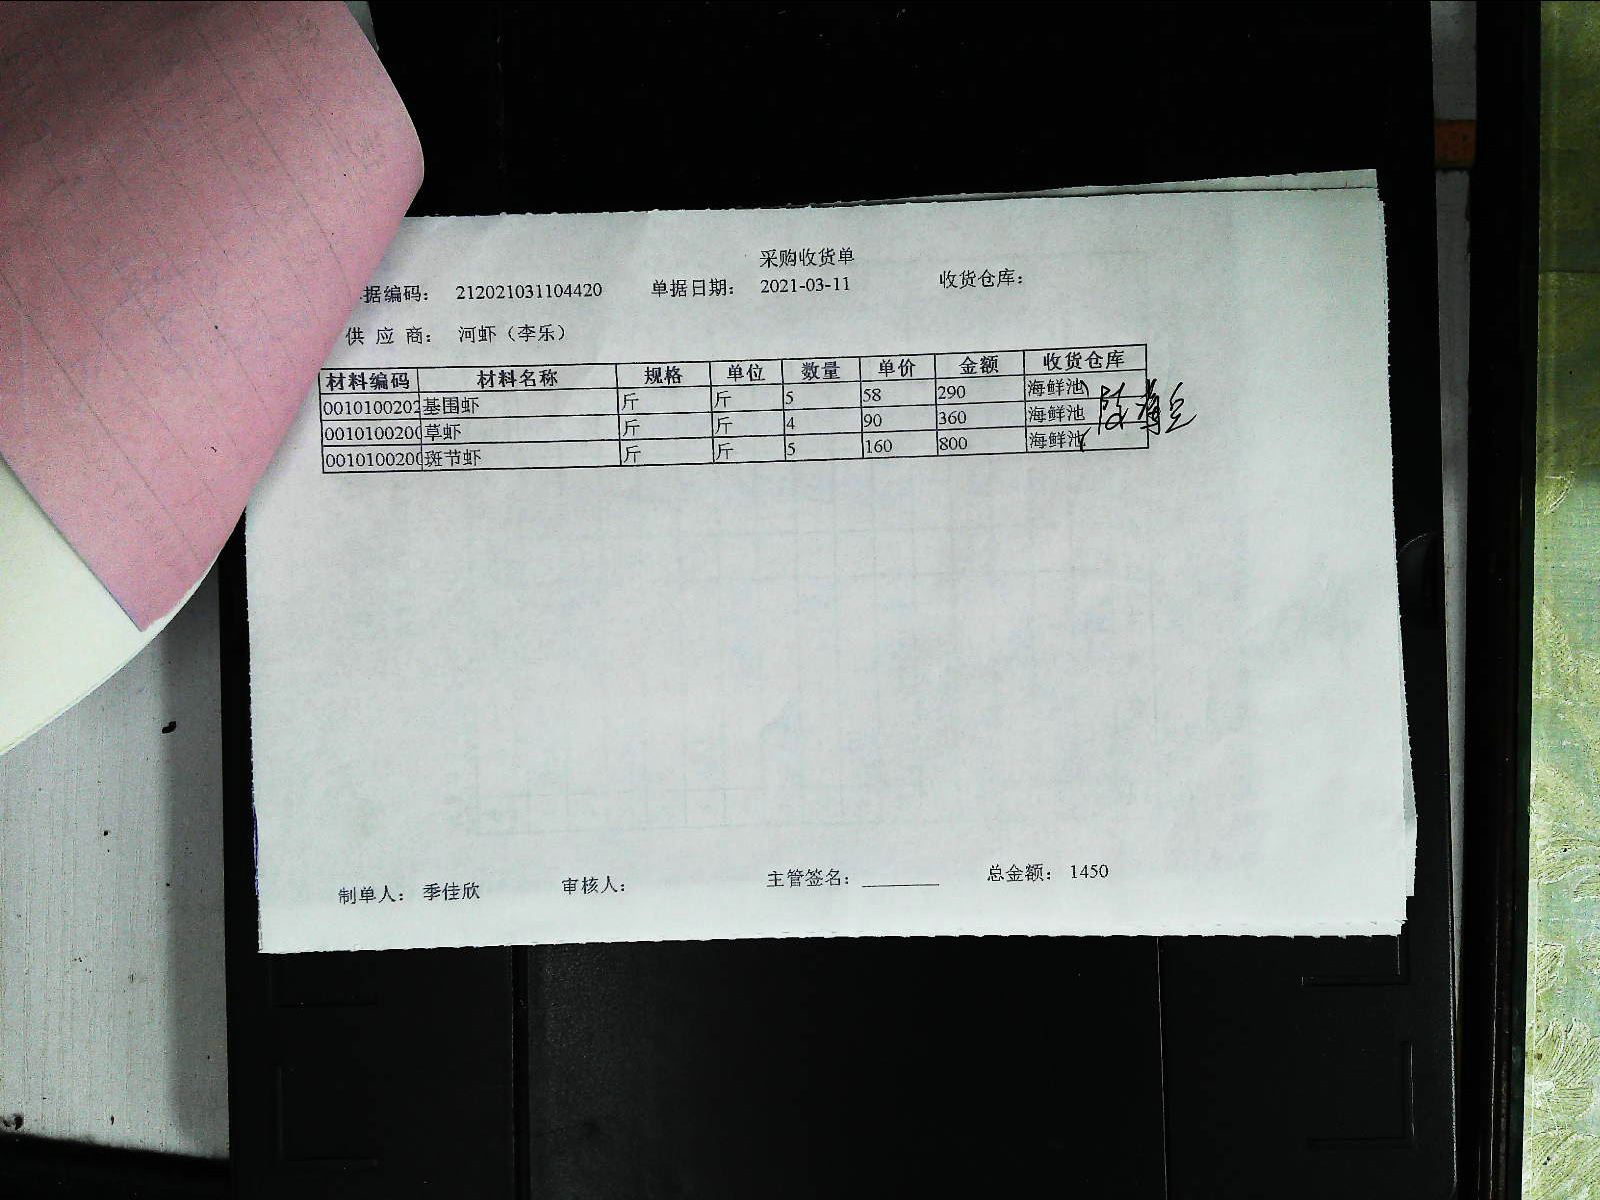 采购收货单
据编码： 212021031104420 单据日期： 2021-03-11 收货仓库：
供 应 商： 河虾（李乐）
材料编码 材料名称 规格 单位 数量 单价 金额 收货仓库
0010100202 基围虾 斤 斤 5 58 290 海鲜池
001010020 草虾 斤 斤 4 90 360 海鲜池
001010020 斑节虾 斤 斤 5 160 800 海鲜池
制单人： 季佳欣 审核人： 主管签名：________ 总金额： 1450